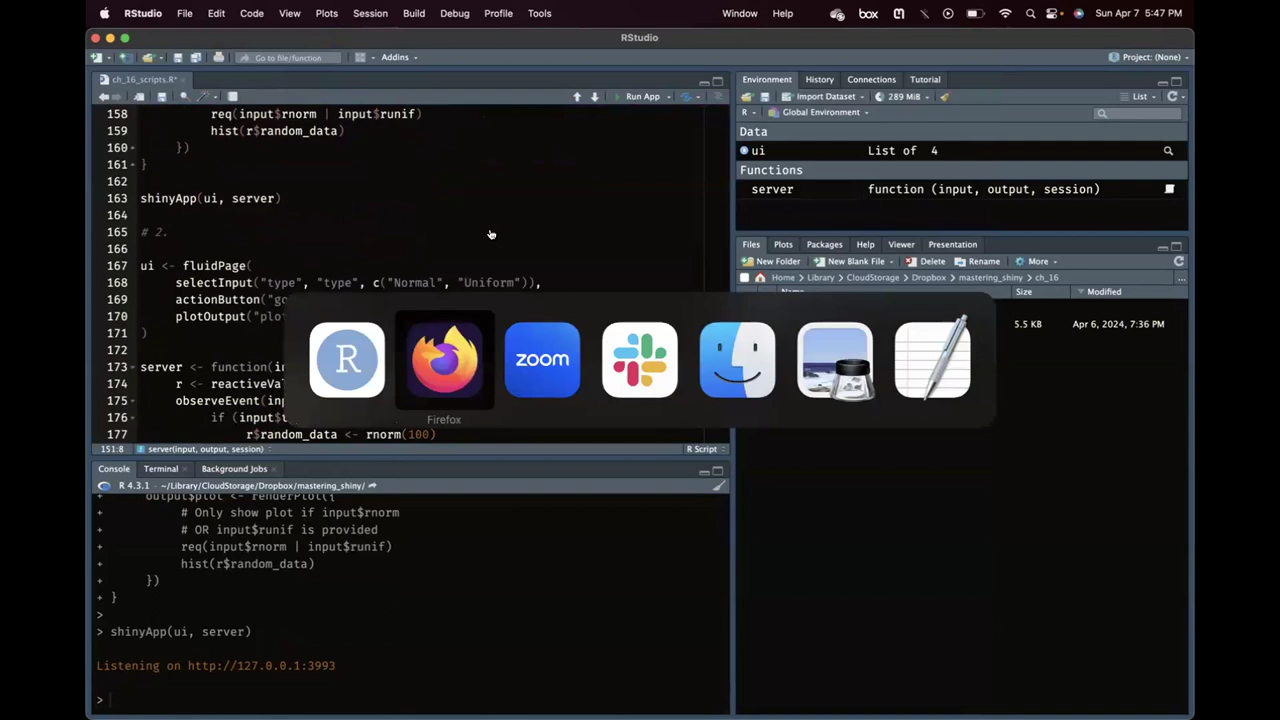 RStudio File Edit Code View Plots Session Build Debug Profile Tools Window Help box Sun Apr 7 5:47 PM
RStudio
Go to file/function Addins Project: (None)
ch_16_scripts.R*
Run App
158 req(input$rnorm | input$runif)
159 hist(r$random_data)
160 })
161 }
162
163 shinyApp(ui, server)
164
165 # 2.
166
167 ui <- fluidPage(
168 selectInput("type", "type", c("Normal", "Uniform")),
169 actionButton("go
170 plotOutput("plo
171 )
172
173 server <- function(in
174 r <- reactiveVal
175 observeEvent(inp
176 if (input$t
177 r$random_data <- rnorm(100)
151:8 server(input, output, session) R Script
Console Terminal Background Jobs
R 4.3.1 · ~/Library/CloudStorage/Dropbox/mastering_shiny/
+ output$plot <- renderPlot({
+ # Only show plot if input$rnorm
+ # OR input$runif is provided
+ req(input$rnorm | input$runif)
+ hist(r$random_data)
+ })
+ }
>
> shinyApp(ui, server)
Listening on http://127.0.0.1:3993
>
Environment History Connections Tutorial
Import Dataset 289 MiB List
R Global Environment
Data
ui List of 4
Functions
server function (input, output, session)
Files Plots Packages Help Viewer Presentation
New Folder New Blank File Delete Rename More
Home Library CloudStorage Dropbox mastering_shiny ch_16 ...
Name Size Modified
5.5 KB Apr 6, 2024, 7:36 PM
R
zoom
Firefox